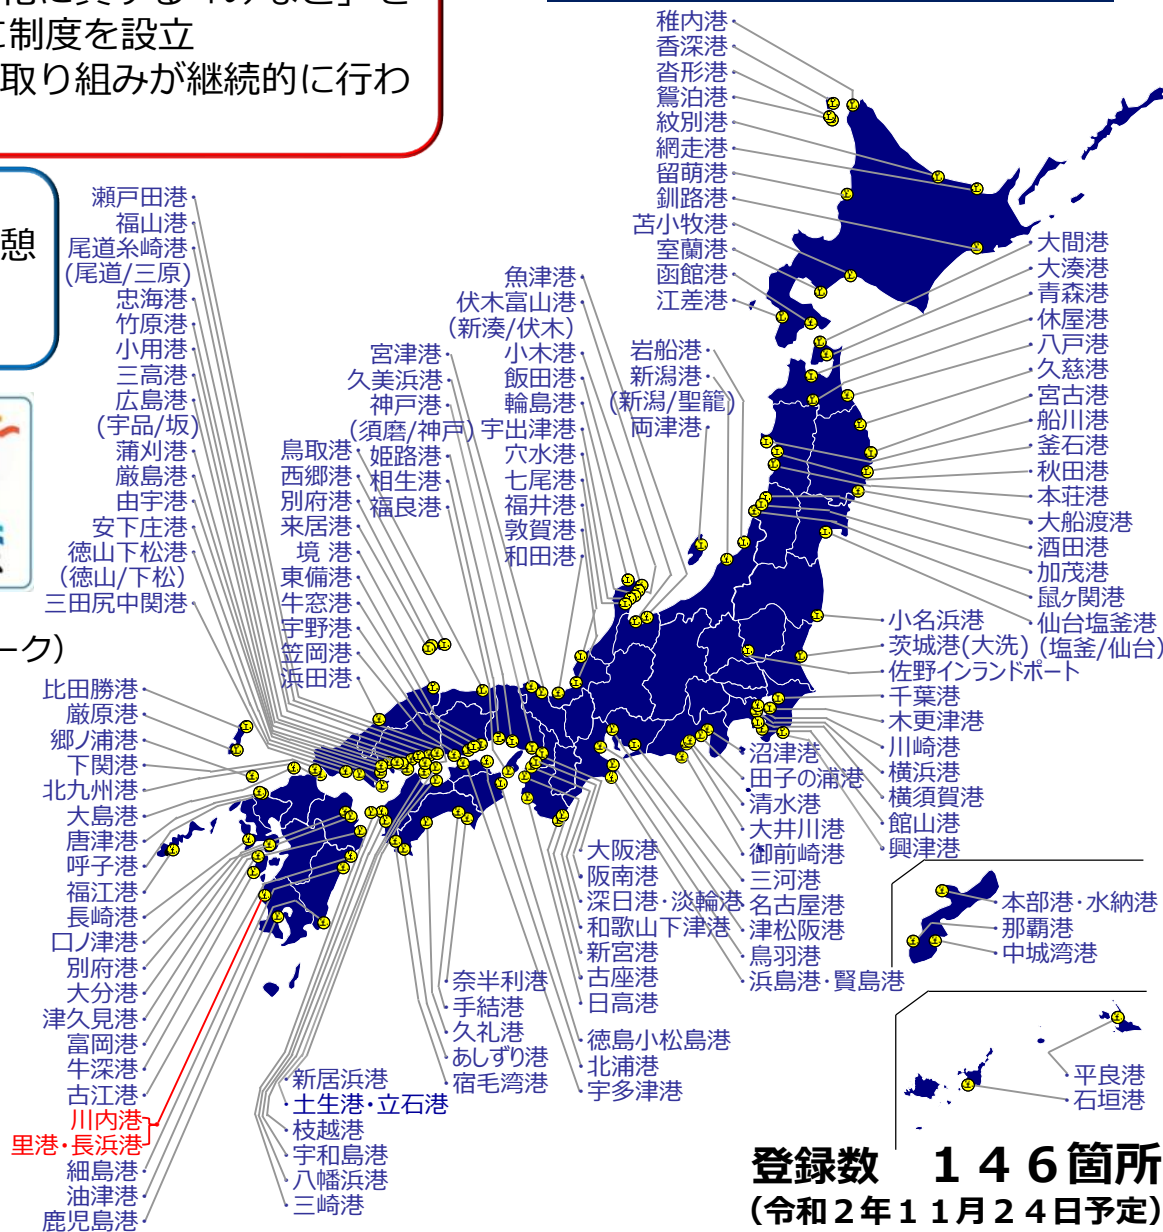 化に資する「みなと」を
に制度を設立
取り組みが継続的に行わ
憩
ーク)
稚内港
香深港
沓形港
鴛泊港
紋別港
網走港
留萌港
釧路港
苫小牧港
室蘭港
函館港
江差港
大間港
大湊港
青森港
休屋港
八戸港
久慈港
宮古港
船川港
釜石港
秋田港
本荘港
大船渡港
酒田港
加茂港
鼠ヶ関港
仙台塩釜港
(塩釜/仙台)
岩船港
新潟港
(新潟/聖籠)
両津港
魚津港
伏木富山港
(新湊/伏木)
小木港
飯田港
輪島港
宇出津港
穴水港
七尾港
福井港
敦賀港
和田港
宮津港
久美浜港
神戸港
(須磨/神戸)
姫路港
相生港
福良港
鳥取港
西郷港
別府港
来居港
境 港
東備港
牛窓港
宇野港
笠岡港
浜田港
瀬戸田港
福山港
尾道糸崎港
(尾道/三原)
忠海港
竹原港
小用港
三高港
広島港
(宇品/坂)
蒲刈港
厳島港
由宇港
安下庄港
徳山下松港
(徳山/下松)
三田尻中関港
比田勝港
厳原港
郷ノ浦港
下関港
北九州港
大島港
唐津港
呼子港
福江港
長崎港
口ノ津港
別府港
大分港
津久見港
富岡港
牛深港
古江港
川内港
里港・長浜港
細島港
油津港
鹿児島港
小名浜港
茨城港(大洗)
佐野インランドポート
千葉港
木更津港
川崎港
横浜港
横須賀港
館山港
興津港
沼津港
田子の浦港
清水港
大井川港
御前崎港
三河港
名古屋港
津松阪港
鳥羽港
浜島港・賢島港
大阪港
阪南港
深日港・淡輪港
和歌山下津港
新宮港
古座港
日高港
徳島小松島港
北浦港
宇多津港
奈半利港
手結港
久礼港
あしずり港
宿毛湾港
新居浜港
土生港・立石港
枝越港
宇和島港
八幡浜港
三崎港
本部港・水納港
那覇港
中城湾港
平良港
石垣港
登録数 146箇所
(令和2年11月24日予定)